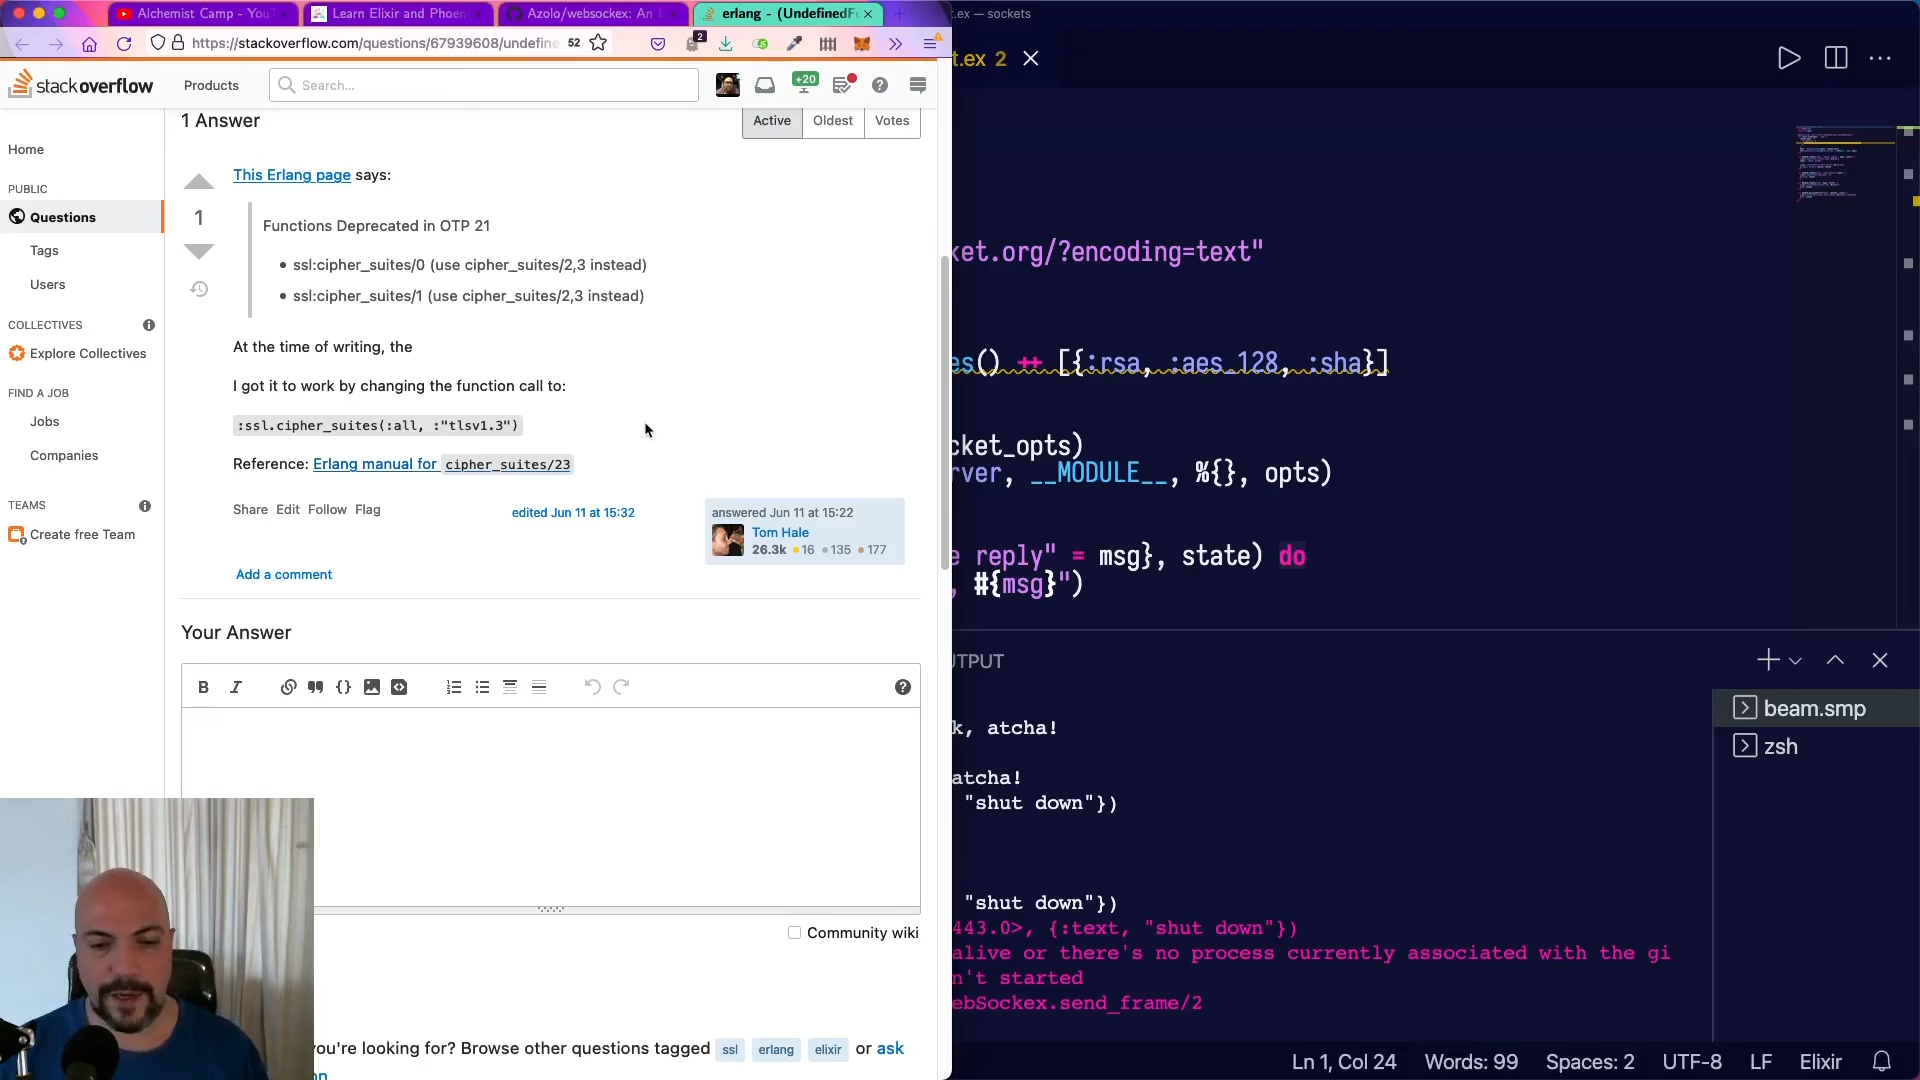 Alchemist Camp - You
Learn Elixir and Phoen
Azolo/websockex: An
erlang - (UndefinedF
.ex — sockets
https://stackoverflow.com/questions/67939608/undefine
52
2
t.ex 2
stackoverflow
Products
Search...
+20
1 Answer
Active
Oldest
Votes
Home
PUBLIC
Questions
Tags
Users
COLLECTIVES
Explore Collectives
FIND A JOB
Jobs
Companies
TEAMS
Create free Team
This Erlang page says:
1
Functions Deprecated in OTP 21
ssl:cipher_suites/0 (use cipher_suites/2,3 instead)
ssl:cipher_suites/1 (use cipher_suites/2,3 instead)
At the time of writing, the
I got it to work by changing the function call to:
:ssl.cipher_suites(:all, :"tlsv1.3")
Reference: Erlang manual for cipher_suites/23
Share Edit Follow Flag
edited Jun 11 at 15:32
answered Jun 11 at 15:22
Tom Hale
26.3k 16 135 177
Add a comment
Your Answer
B I
Community wiki
you're looking for? Browse other questions tagged ssl erlang elixir or ask
on
ket.org/?encoding=text"
es() ++ [{:rsa, :aes_128, :sha}]
cket_opts)
rver, __MODULE__, %{}, opts)
e reply" = msg}, state) do
, #{msg}")
UTPUT
beam.smp
zsh
k, atcha!
atcha!
"shut down"})
"shut down"})
443.0>, {:text, "shut down"})
alive or there's no process currently associated with the gi
n't started
ebSockex.send_frame/2
Ln 1, Col 24 Words: 99 Spaces: 2 UTF-8 LF Elixir